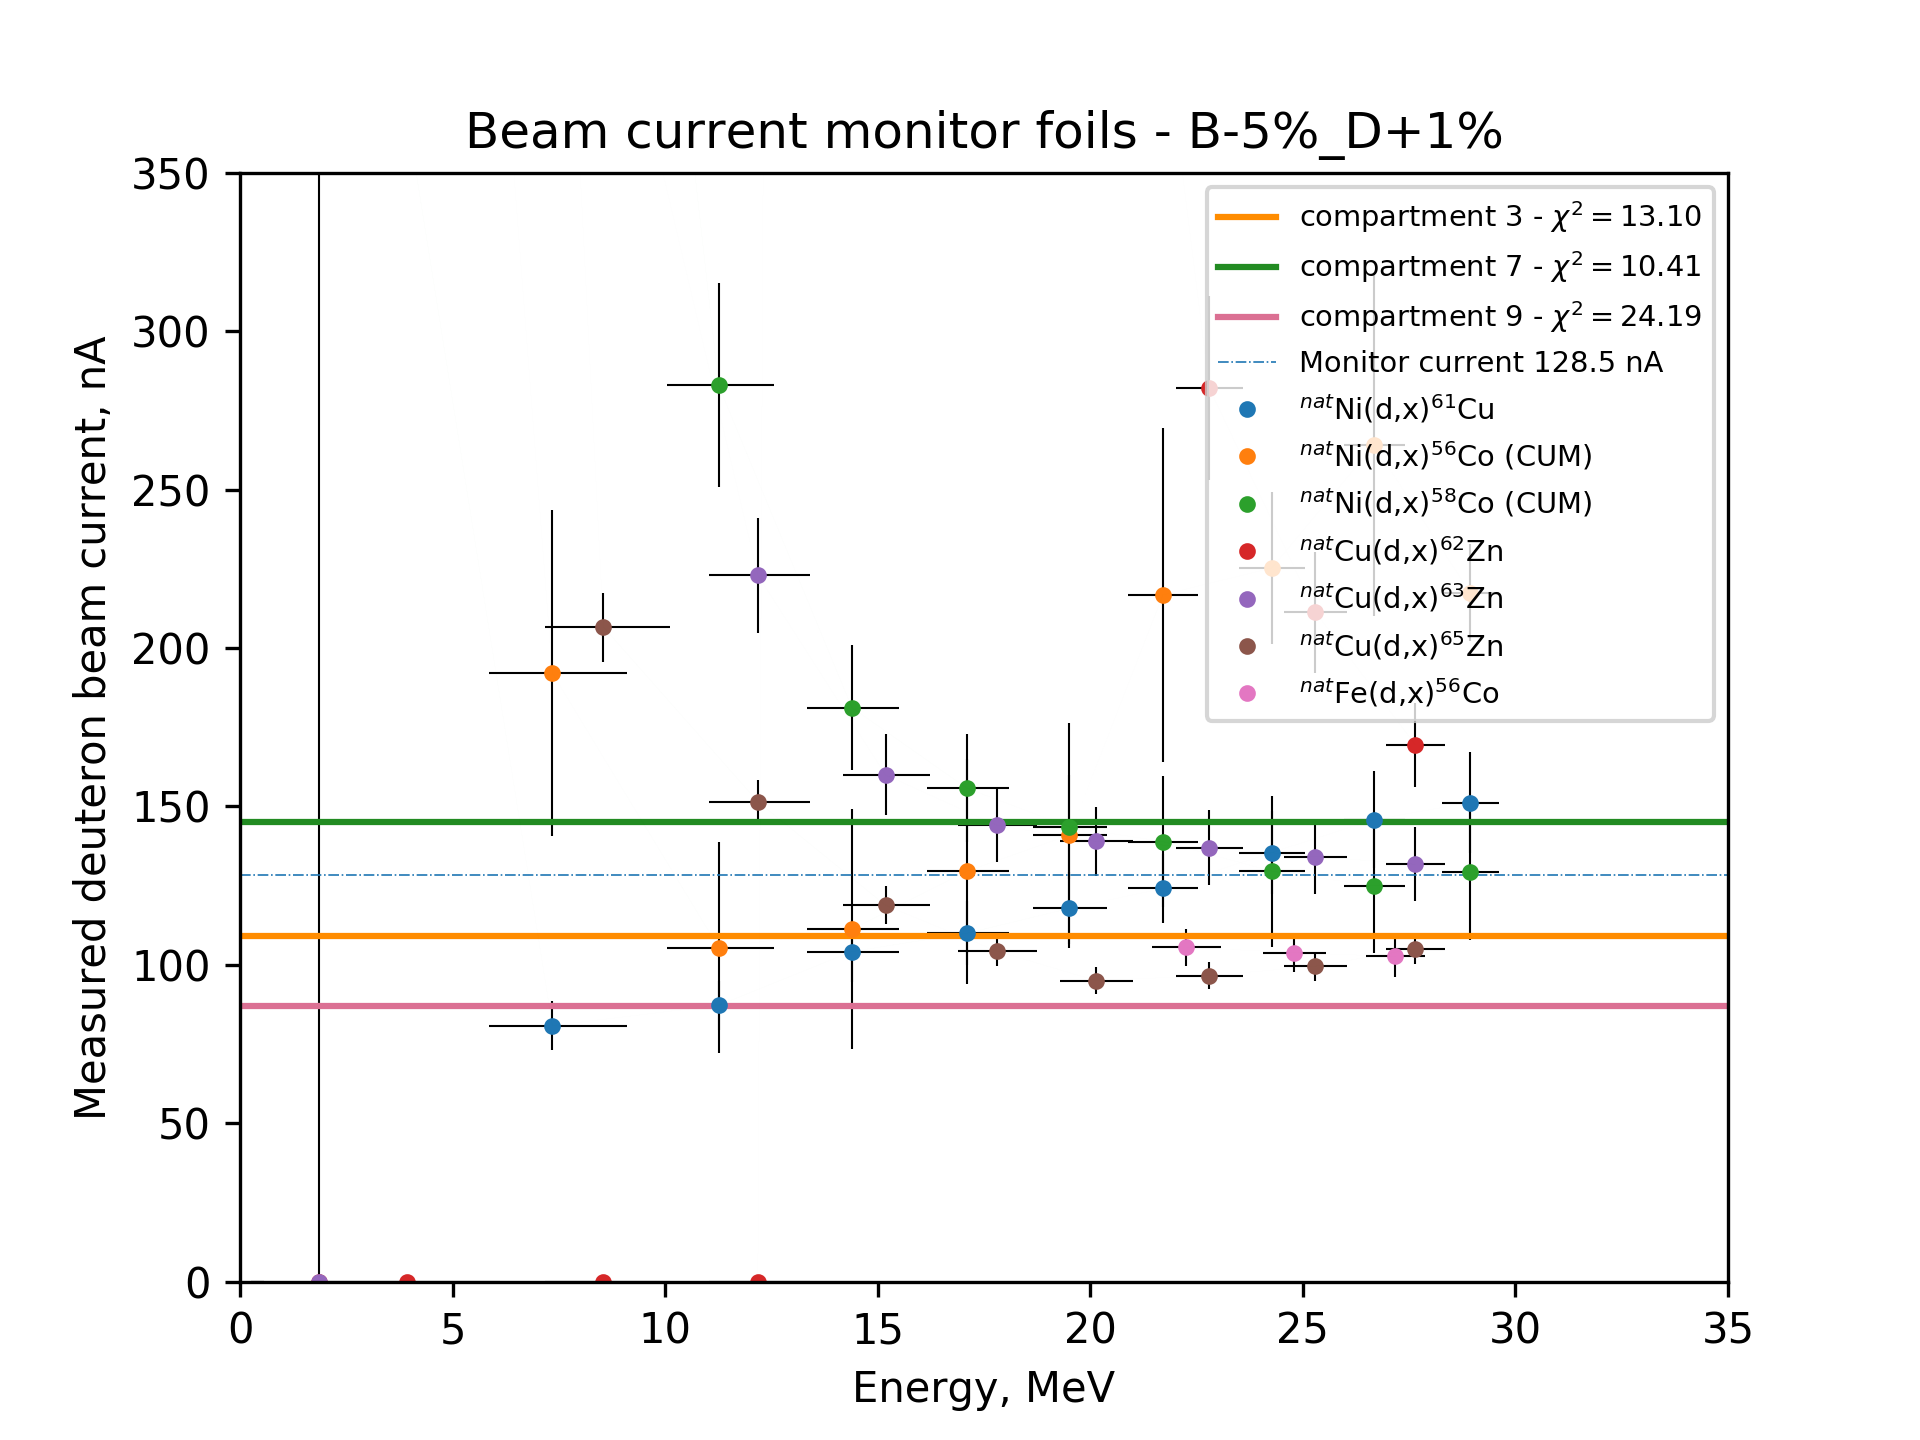 Beam current monitor foils - B-5%_D+1%
350
300
250
200
150
100
50
0
Measured deuteron beam current, nA
compartment 3 - χ² = 13.10
compartment 7 - χ² = 10.41
compartment 9 - χ² = 24.19
Monitor current 128.5 nA
ⁿᵃᵗNi(d,x)⁶¹Cu
ⁿᵃᵗNi(d,x)⁵⁶Co (CUM)
ⁿᵃᵗNi(d,x)⁵⁸Co (CUM)
ⁿᵃᵗCu(d,x)⁶²Zn
ⁿᵃᵗCu(d,x)⁶³Zn
ⁿᵃᵗCu(d,x)⁶⁵Zn
ⁿᵃᵗFe(d,x)⁵⁶Co
0 5 10 15 20 25 30 35
Energy, MeV